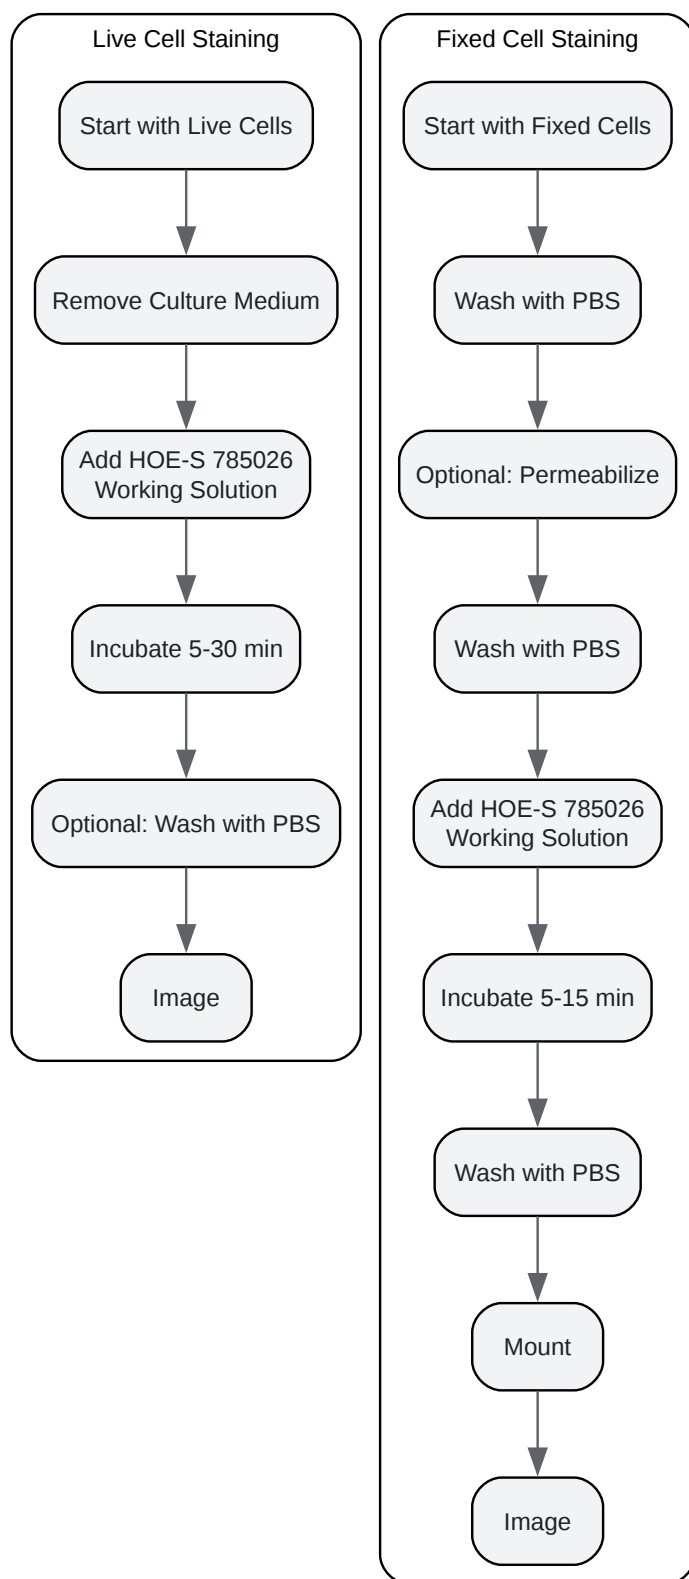 Live Cell Staining
Start with Live Cells
Remove Culture Medium
Add HOE-S 785026
Working Solution
Incubate 5-30 min
Optional: Wash with PBS
Image
Fixed Cell Staining
Start with Fixed Cells
Wash with PBS
Optional: Permeabilize
Wash with PBS
Add HOE-S 785026
Working Solution
Incubate 5-15 min
Wash with PBS
Mount
Image